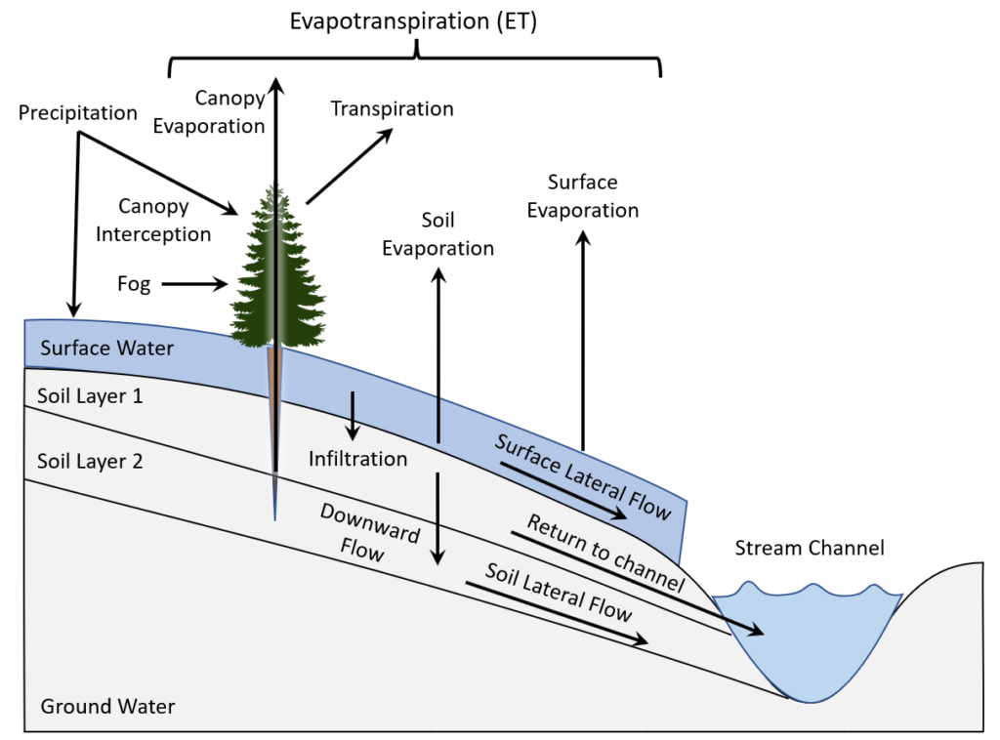 Evapotranspiration (ET)
Precipitation
Canopy
Evaporation
Transpiration
Canopy
Interception
Fog
Soil
Evaporation
Surface
Evaporation
Surface Water
Soil Layer 1
Soil Layer 2
Infiltration
Downward
Flow
Surface Lateral Flow
Return to channel
Soil Lateral Flow
Stream Channel
Ground Water